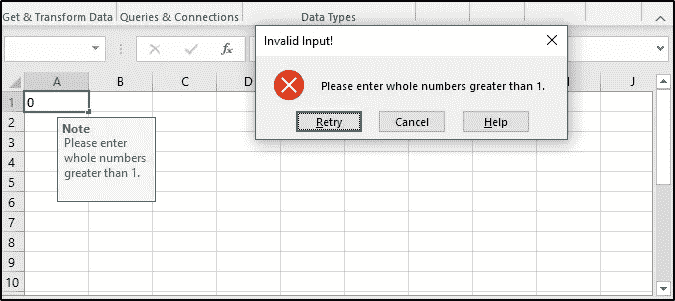 Get & Transform Data
Queries & Connections
Data Types
Invalid Input!
Please enter whole numbers greater than 1.
Retry
Cancel
Help
fx
A
B
C
D
J
1
0
2
Note
Please enter
whole numbers
greater than 1.
3
4
5
6
7
8
9
10